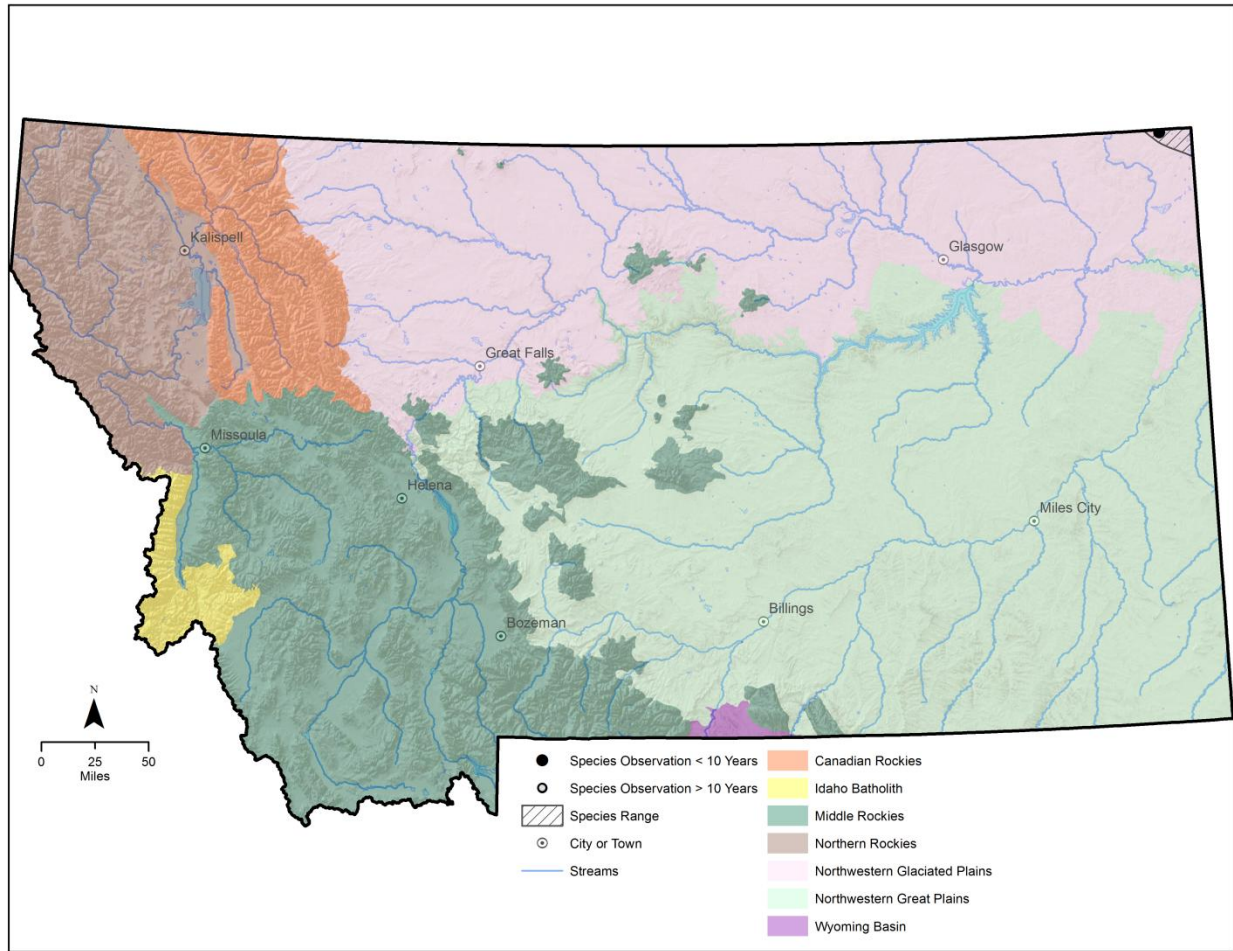 Kalispell
Glasgow
Great Falls
Missoula
Helena
Miles City
Billings
Bozeman
N
0 25 50
Miles
Species Observation < 10 Years
Species Observation > 10 Years
Species Range
City or Town
Streams
Canadian Rockies
Idaho Batholith
Middle Rockies
Northern Rockies
Northwestern Glaciated Plains
Northwestern Great Plains
Wyoming Basin